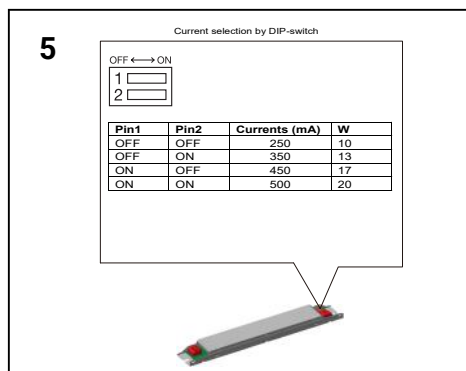 5
Current selection by DIP-switch
OFF ⟷ ON
1
2
Pin1 Pin2 Currents (mA) W
OFF OFF 250 10
OFF ON 350 13
ON OFF 450 17
ON ON 500 20